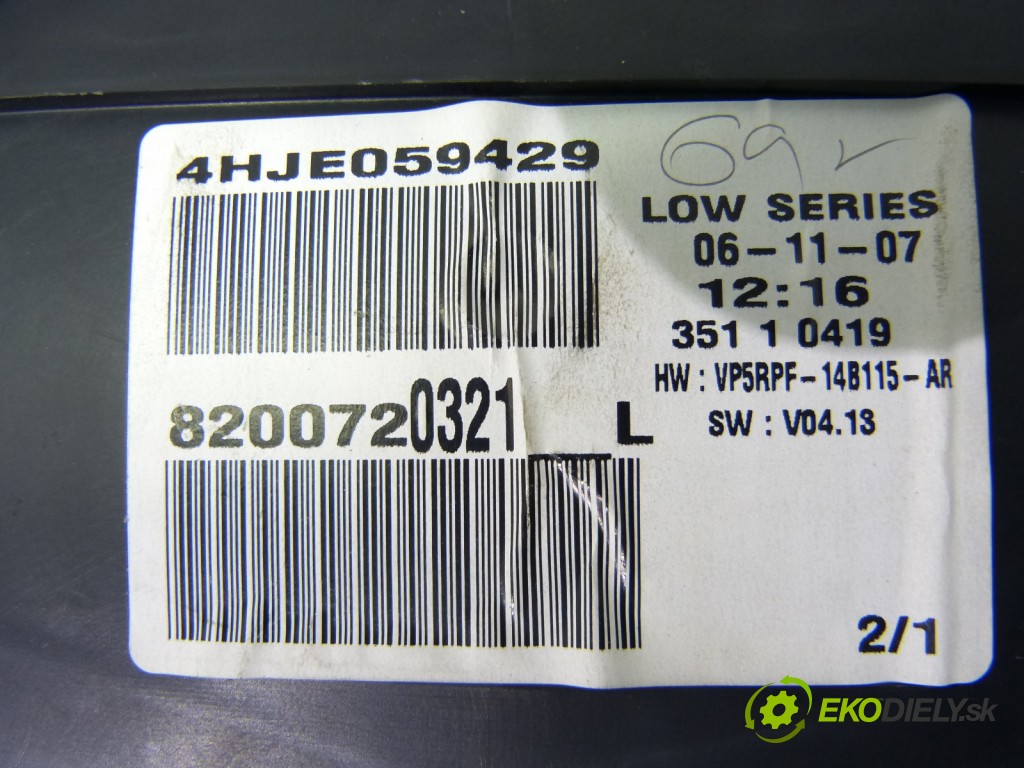 4HJE059429
69
LOW SERIES
06-11-07
12:16
351 1 0419
HW : VP5RPF-14B115-AR
8200720321__L
SW : V04.13
2/1
EKODIELY.sk